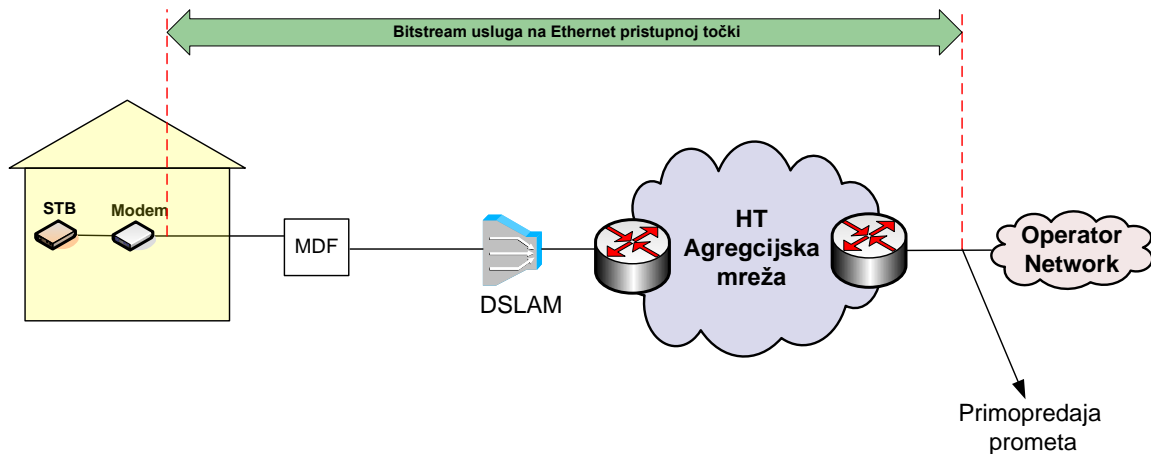 Bitstream usluga na Ethernet pristupnoj točki
STB
Modem
MDF
DSLAM
HT
Agregcijska
mreža
Operator
Network
Primopredaja
prometa